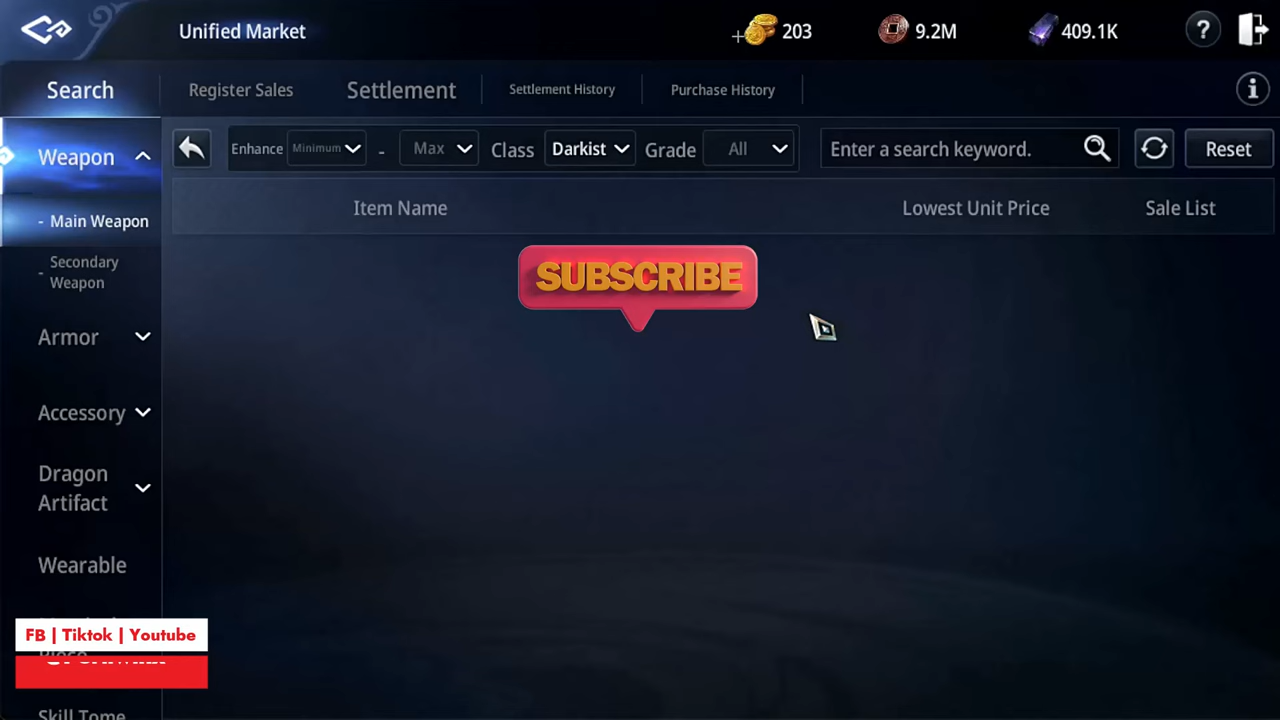 Unified Market
203
9.2M
409.1K
?
Search
Register Sales
Settlement
Settlement History
Purchase History
Weapon
Enhance Minimum - Max Class Darkist Grade All Enter a search keyword. Reset
- Main Weapon
Item Name
Lowest Unit Price
Sale List
- Secondary
Weapon
SUBSCRIBE
Armor
Accessory
Dragon
Artifact
Wearable
FB | Tiktok | Youtube
Skill Tome